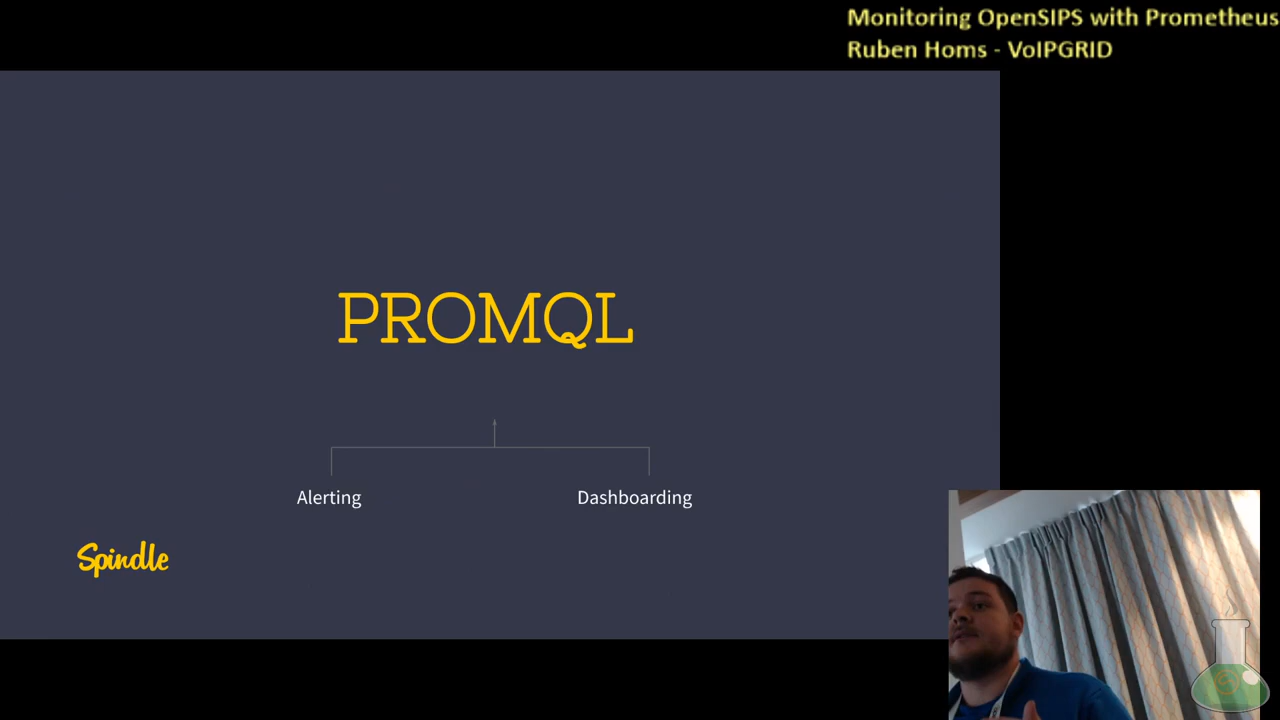 Monitoring OpenSIPS with Prometheus
Ruben Homs - VoIPGRID
PROMQL
Alerting
Dashboarding
Spindle